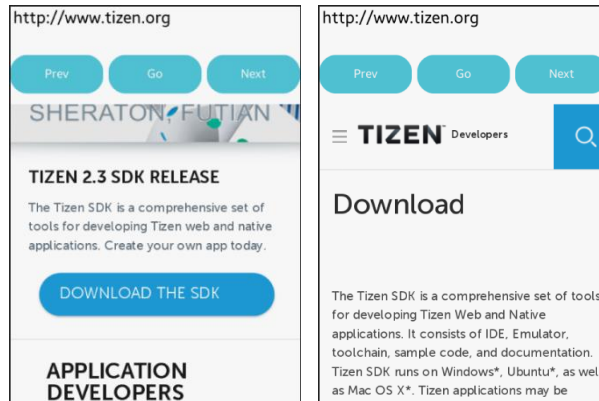 http://www.tizen.org
Prev
Go
Next
SHERATON FUTIAN
TIZEN 2.3 SDK RELEASE
The Tizen SDK is a comprehensive set of
tools for developing Tizen web and native
applications. Create your own app today.
DOWNLOAD THE SDK
APPLICATION
DEVELOPERS
http://www.tizen.org
Prev
Go
Next
TIZEN™ Developers
Download
The Tizen SDK is a comprehensive set of tools
for developing Tizen Web and Native
applications. It consists of IDE, Emulator,
toolchain, sample code, and documentation.
Tizen SDK runs on Windows*, Ubuntu*, as well
as Mac OS X*. Tizen applications may be